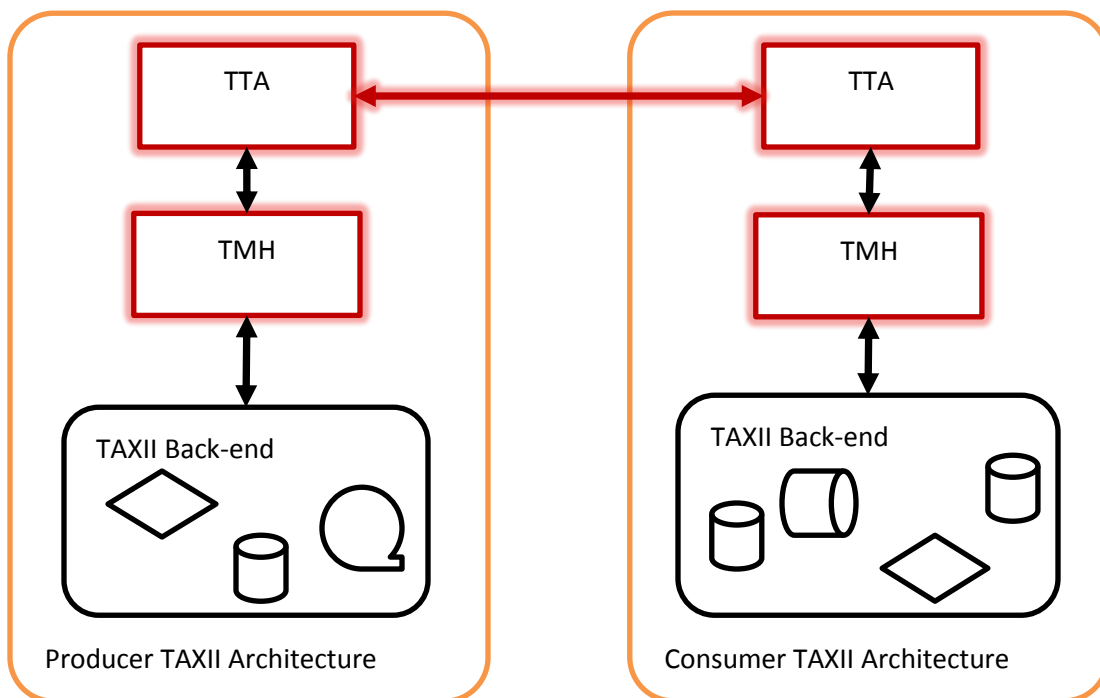 TTA
TMH
TAXII Back-end
Producer TAXII Architecture
TTA
TMH
TAXII Back-end
Consumer TAXII Architecture